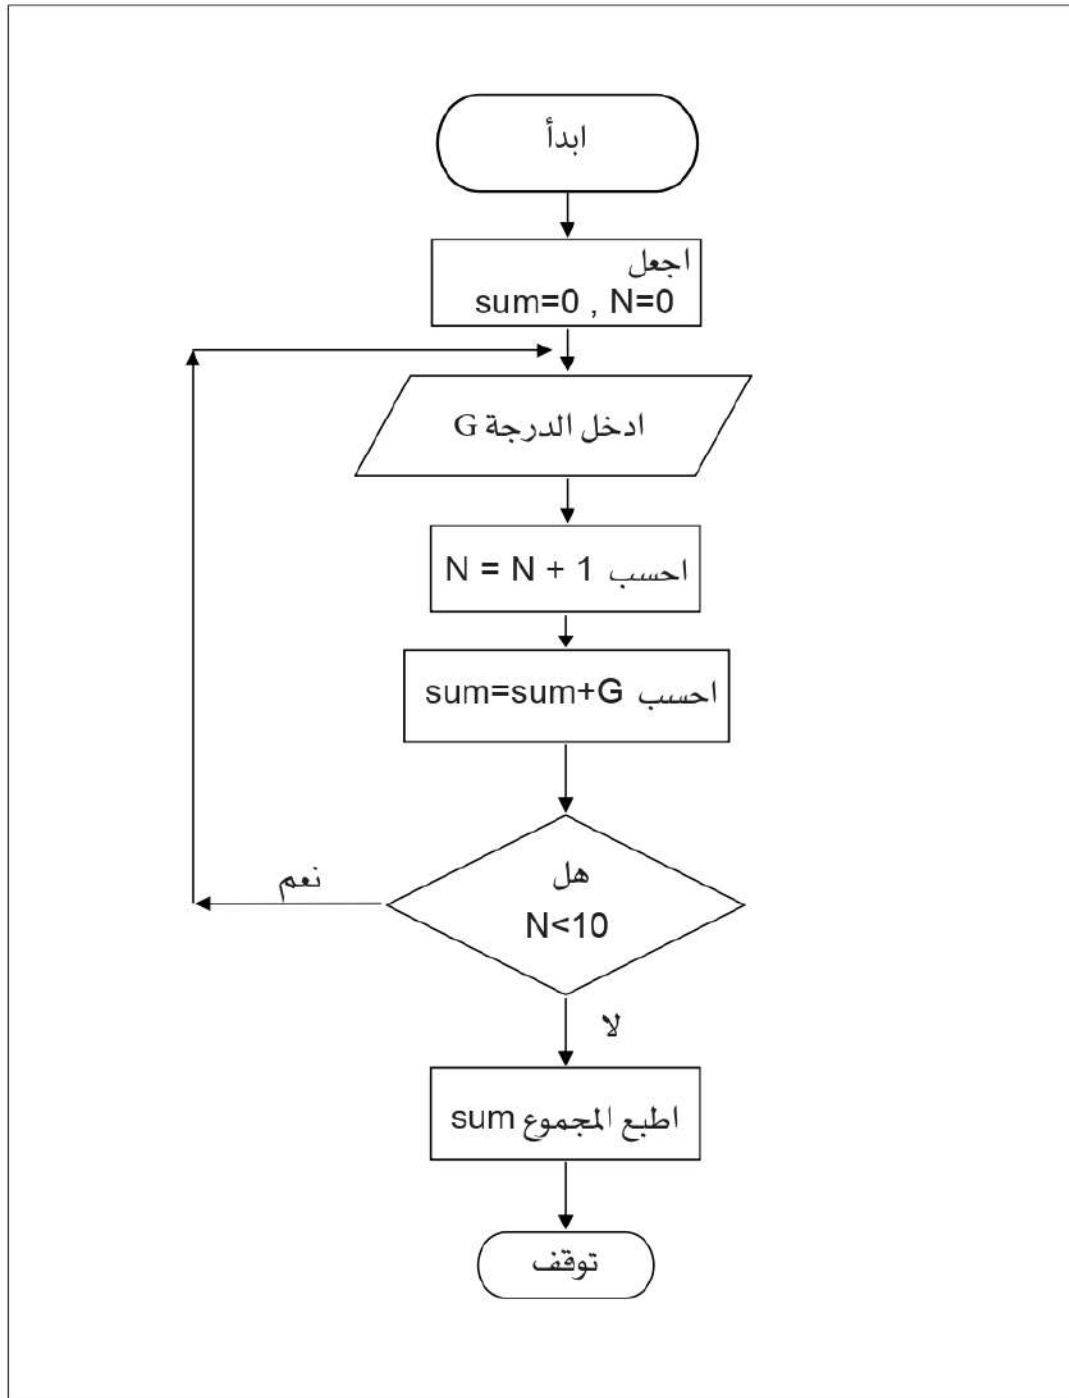 ابدأ
اجعل
sum=0 , N=0
ادخل الدرجة G
احسب N = N + 1
احسب sum=sum+G
هل
N<10
نعم
لا
اطبع المجموع sum
توقف